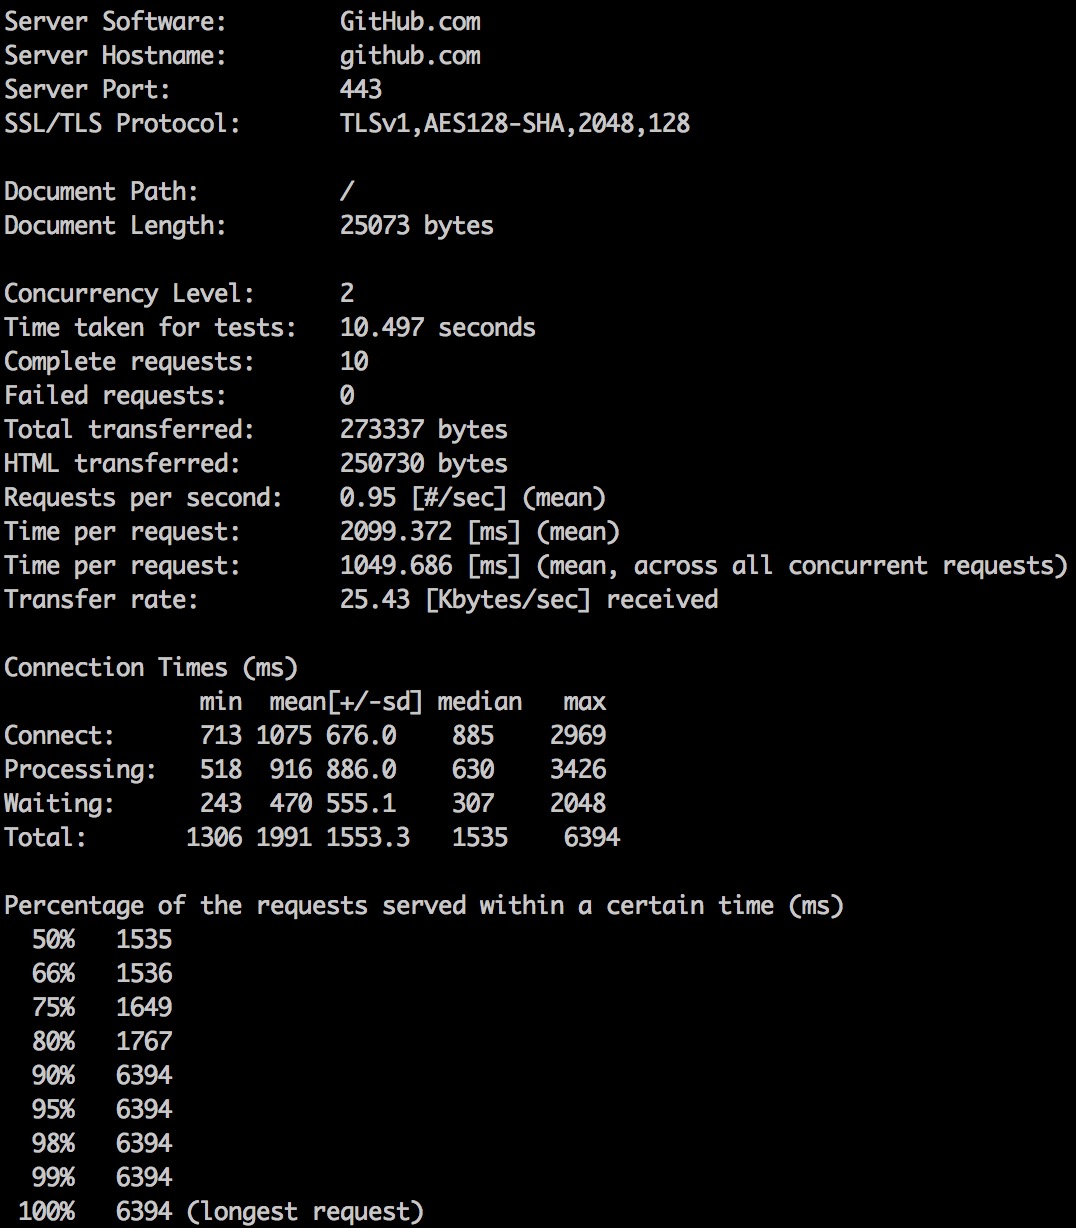 Server Software:        GitHub.com
Server Hostname:        github.com
Server Port:            443
SSL/TLS Protocol:       TLSv1,AES128-SHA,2048,128

Document Path:          /
Document Length:        25073 bytes

Concurrency Level:      2
Time taken for tests:   10.497 seconds
Complete requests:      10
Failed requests:        0
Total transferred:      273337 bytes
HTML transferred:       250730 bytes
Requests per second:    0.95 [#/sec] (mean)
Time per request:       2099.372 [ms] (mean)
Time per request:       1049.686 [ms] (mean, across all concurrent requests)
Transfer rate:          25.43 [Kbytes/sec] received

Connection Times (ms)
              min  mean[+/-sd] median   max
Connect:      713 1075 676.0    885    2969
Processing:   518  916 886.0    630    3426
Waiting:      243  470 555.1    307    2048
Total:       1306 1991 1553.3   1535    6394

Percentage of the requests served within a certain time (ms)
  50%   1535
  66%   1536
  75%   1649
  80%   1767
  90%   6394
  95%   6394
  98%   6394
  99%   6394
 100%   6394 (longest request)